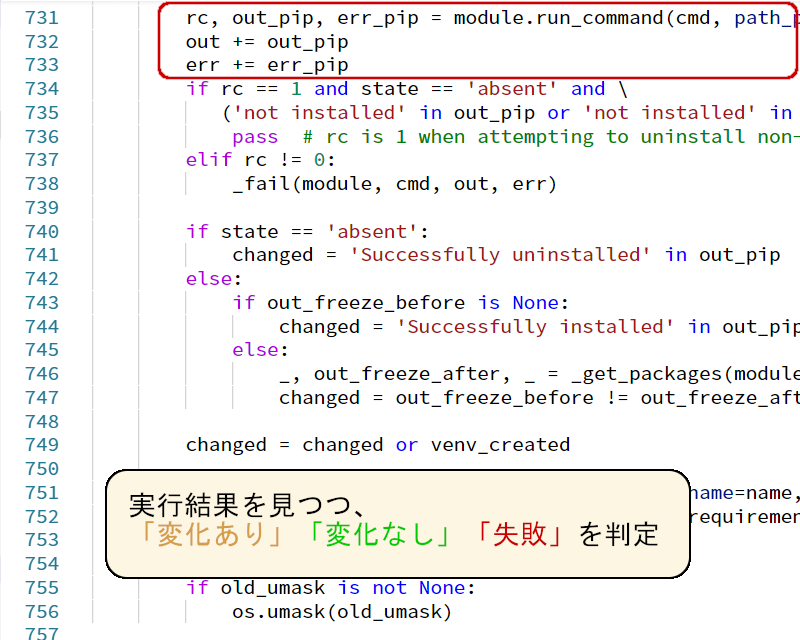 731 rc, out_pip, err_pip = module.run_command(cmd, path_p
732 out += out_pip
733 err += err_pip
734 if rc == 1 and state == 'absent' and \
735 ('not installed' in out_pip or 'not installed' in
736 pass # rc is 1 when attempting to uninstall non-
737 elif rc != 0:
738 _fail(module, cmd, out, err)
739
740 if state == 'absent':
741 changed = 'Successfully uninstalled' in out_pip
742 else:
743 if out_freeze_before is None:
744 changed = 'Successfully installed' in out_pip
745 else:
746 _, out_freeze_after, _ = _get_packages(module
747 changed = out_freeze_before != out_freeze_aft
748
749 changed = changed or venv_created
750
751 name=name,
752 requiremen
753
754
755 if old_umask is not None:
756 os.umask(old_umask)
757
実行結果を見つつ、
「変化あり」「変化なし」「失敗」を判定